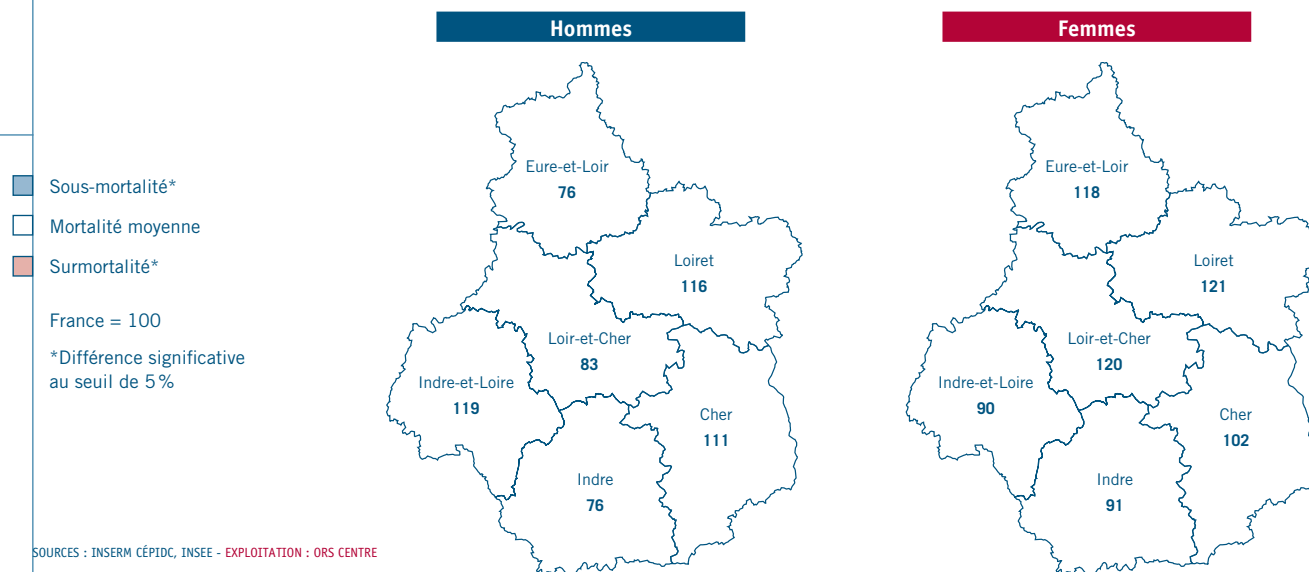 Hommes
Femmes
Sous-mortalité*
Mortalité moyenne
Surmortalité*
France = 100
*Différence significative
au seuil de 5%
Eure-et-Loir
76
Loiret
116
Loir-et-Cher
83
Indre-et-Loire
119
Cher
111
Indre
76
Eure-et-Loir
118
Loiret
121
Loir-et-Cher
120
Indre-et-Loire
90
Cher
102
Indre
91
SOURCES : INSERM CÉPIDC, INSEE - EXPLOITATION : ORS CENTRE